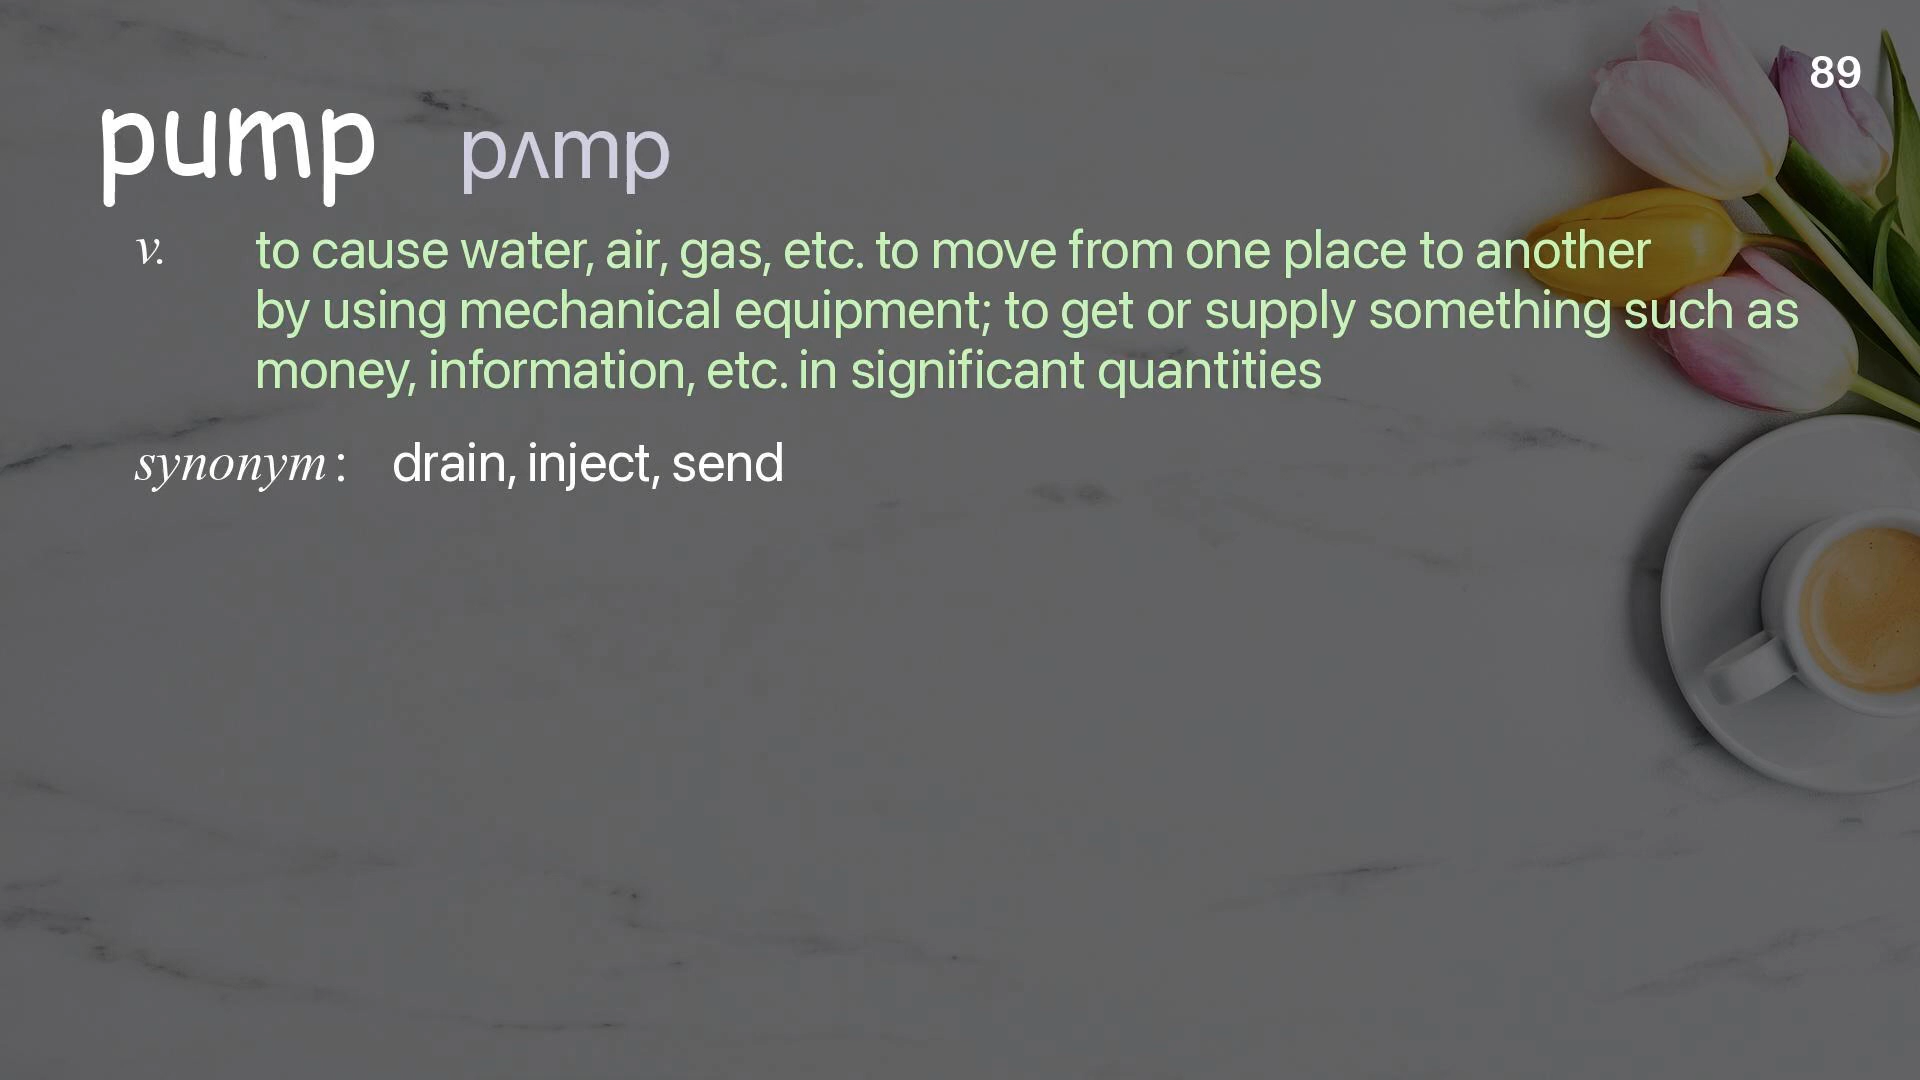 89
pump pʌmp
v. to cause water, air, gas, etc. to move from one place to another
by using mechanical equipment; to get or supply something such as
money, information, etc. in significant quantities
synonym: drain, inject, send